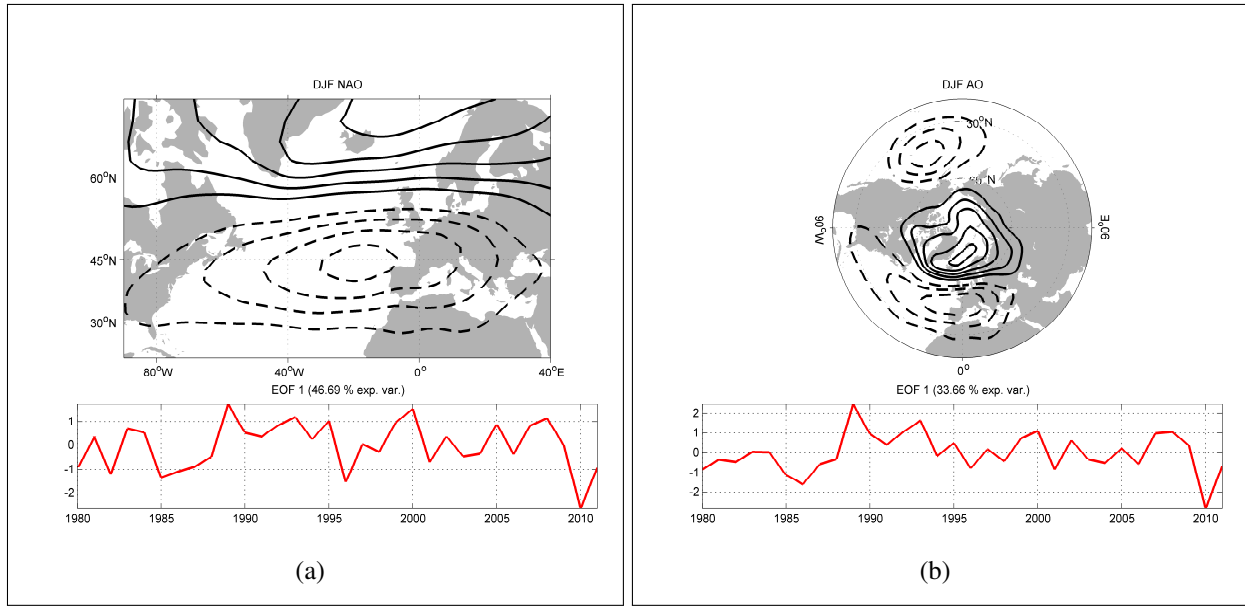 DJF NAO
60°N
45°N
30°N
80°W 40°W 0° 40°E
EOF 1 (46.69 % exp. var.)
1
0
-1
-2
1980 1985 1990 1995 2000 2005 2010
(a)
DJF AO
30°N
60°N
90°W
90°E
0°
EOF 1 (33.66 % exp. var.)
2
1
0
-1
-2
1980 1985 1990 1995 2000 2005 2010
(b)